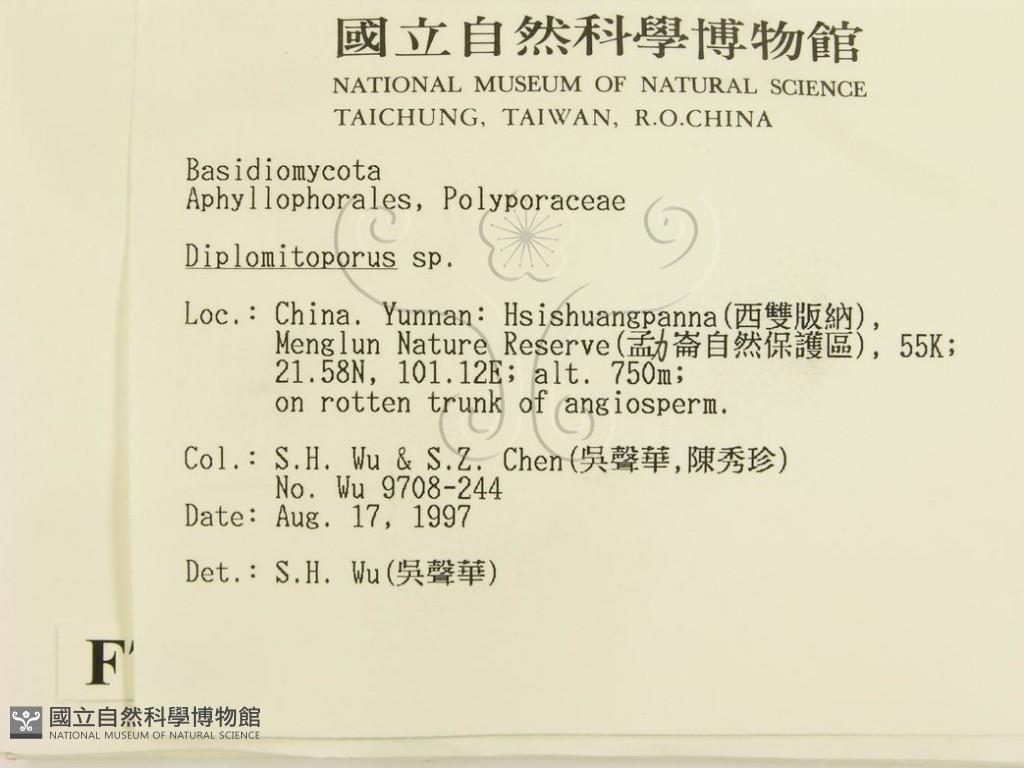 國立自然科學博物館
NATIONAL MUSEUM OF NATURAL SCIENCE
TAICHUNG, TAIWAN, R.O.CHINA
Basidiomycota
Aphyllophorales, Polyporaceae
Diplomitoporus sp.
Loc.: China. Yunnan: Hsishuangpanna(西雙版納),
Menglun Nature Reserve(孟力崙自然保護區), 55K;
21.58N, 101.12E; alt. 750m;
on rotten trunk of angiosperm.
Col.: S.H. Wu & S.Z. Chen(吳聲華,陳秀珍)
No. Wu 9708-244
Date: Aug. 17, 1997
Det.: S.H. Wu(吳聲華)
F
國立自然科學博物館
NATIONAL MUSEUM OF NATURAL SCIENCE